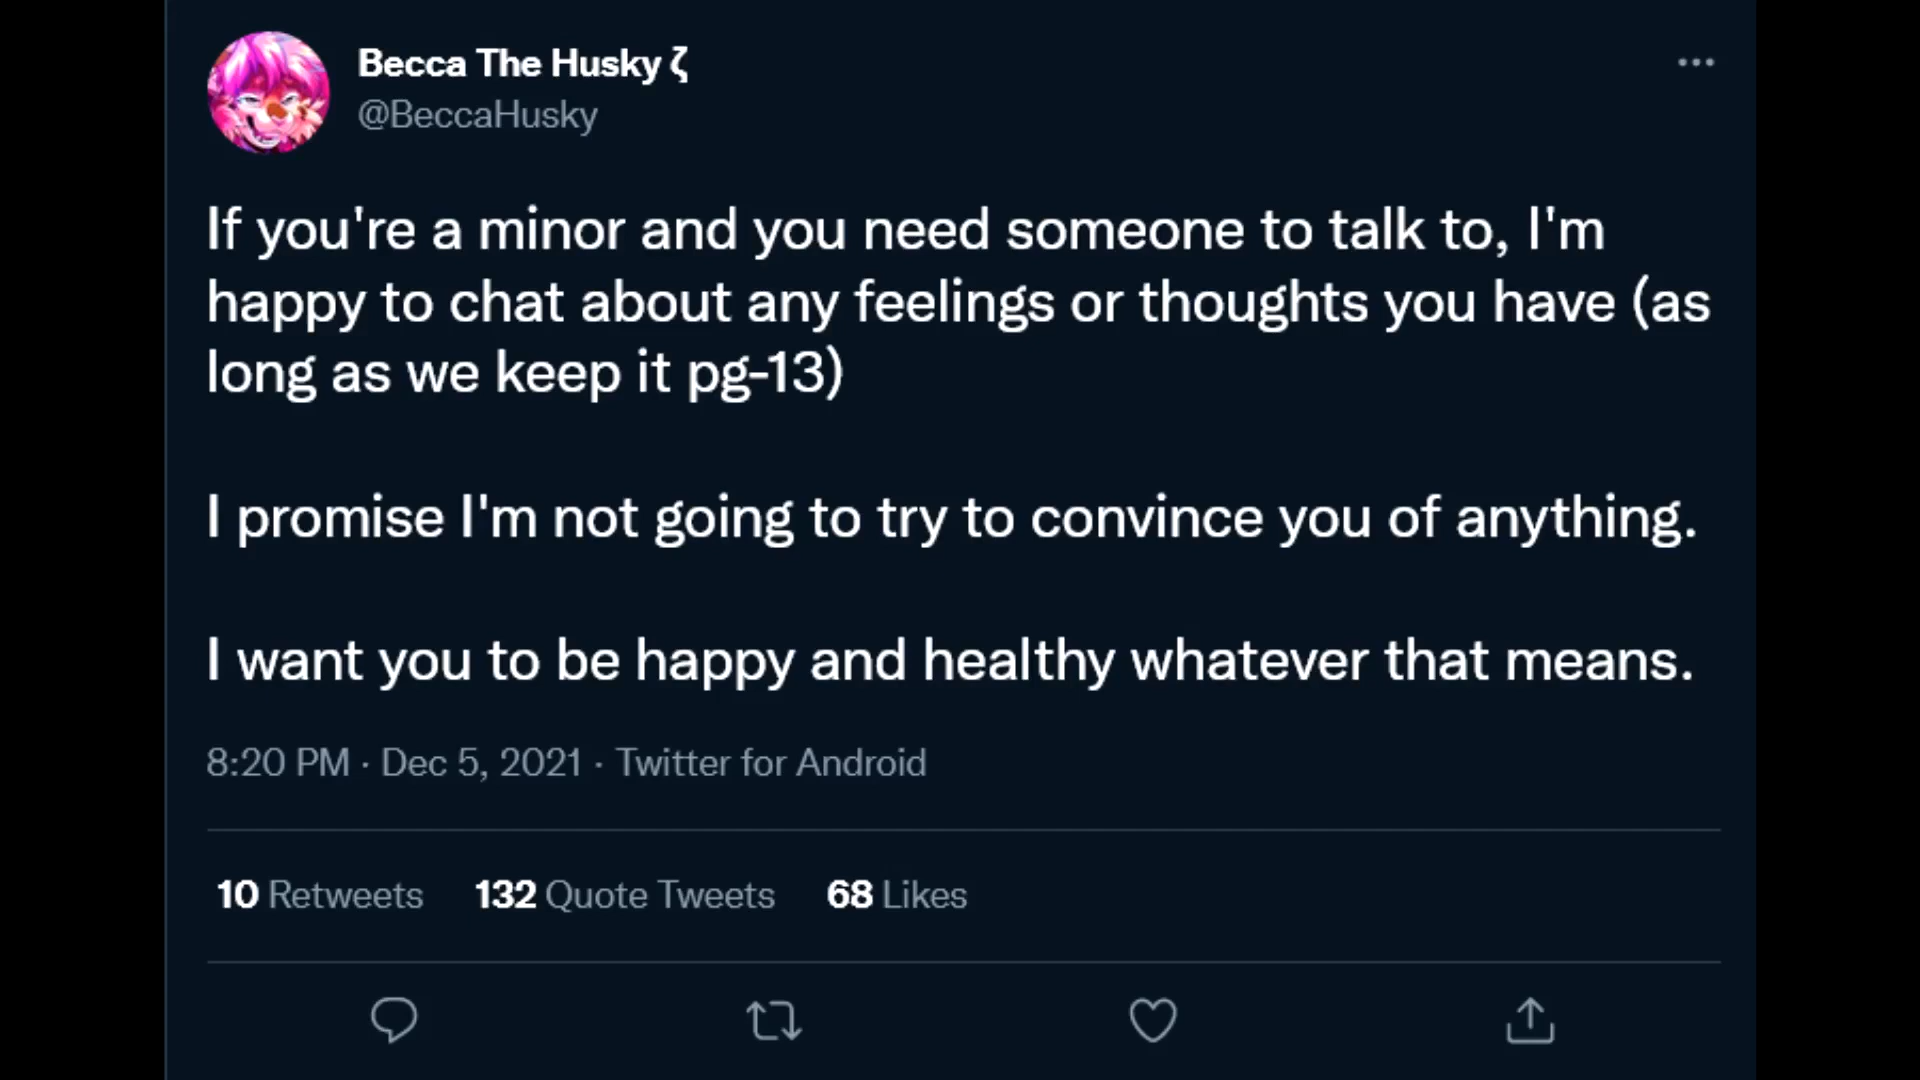 Becca The Husky ζ
@BeccaHusky
If you're a minor and you need someone to talk to, I'm
happy to chat about any feelings or thoughts you have (as
long as we keep it pg-13)
I promise I'm not going to try to convince you of anything.
I want you to be happy and healthy whatever that means.
8:20 PM · Dec 5, 2021 · Twitter for Android
10 Retweets 132 Quote Tweets 68 Likes